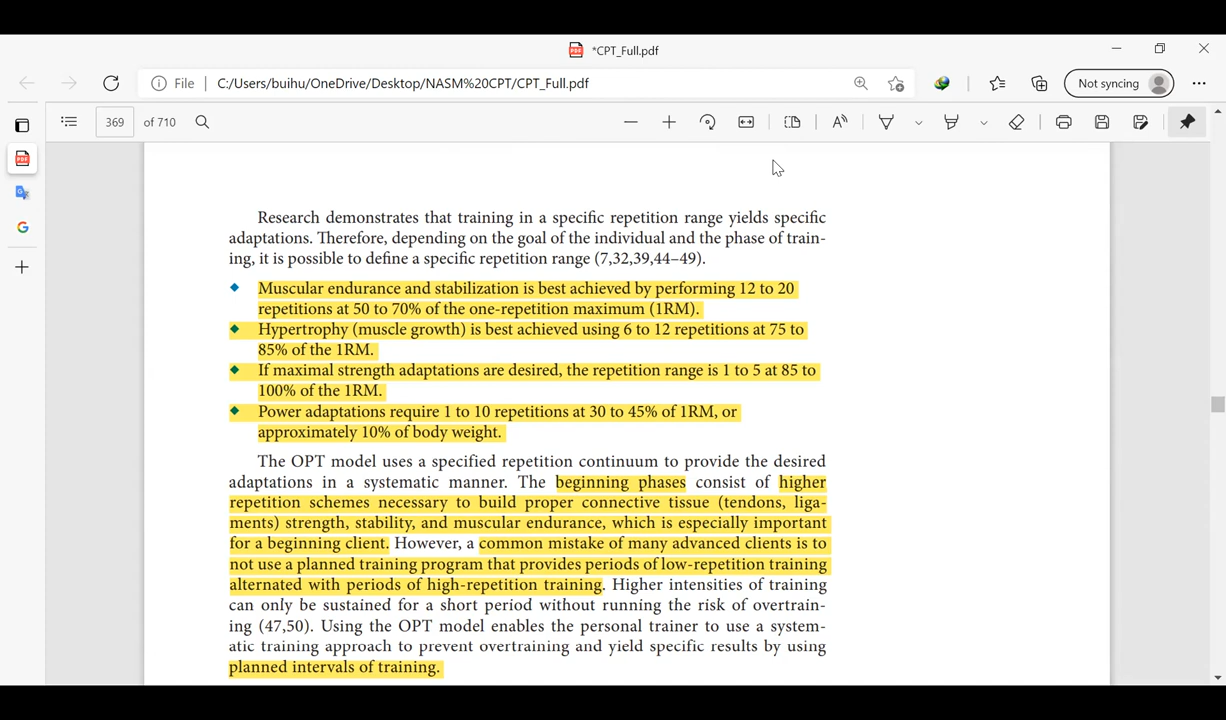 *CPT_Full.pdf
File | C:/Users/buihu/OneDrive/Desktop/NASM%20CPT/CPT_Full.pdf
Not syncing
369 of 710
Research demonstrates that training in a specific repetition range yields specific
adaptations. Therefore, depending on the goal of the individual and the phase of train-
ing, it is possible to define a specific repetition range (7,32,39,44–49).
Muscular endurance and stabilization is best achieved by performing 12 to 20
repetitions at 50 to 70% of the one-repetition maximum (1RM).
Hypertrophy (muscle growth) is best achieved using 6 to 12 repetitions at 75 to
85% of the 1RM.
If maximal strength adaptations are desired, the repetition range is 1 to 5 at 85 to
100% of the 1RM.
Power adaptations require 1 to 10 repetitions at 30 to 45% of 1RM, or
approximately 10% of body weight.
The OPT model uses a specified repetition continuum to provide the desired
adaptations in a systematic manner. The beginning phases consist of higher
repetition schemes necessary to build proper connective tissue (tendons, liga-
ments) strength, stability, and muscular endurance, which is especially important
for a beginning client. However, a common mistake of many advanced clients is to
not use a planned training program that provides periods of low-repetition training
alternated with periods of high-repetition training. Higher intensities of training
can only be sustained for a short period without running the risk of overtrain-
ing (47,50). Using the OPT model enables the personal trainer to use a system-
atic training approach to prevent overtraining and yield specific results by using
planned intervals of training.